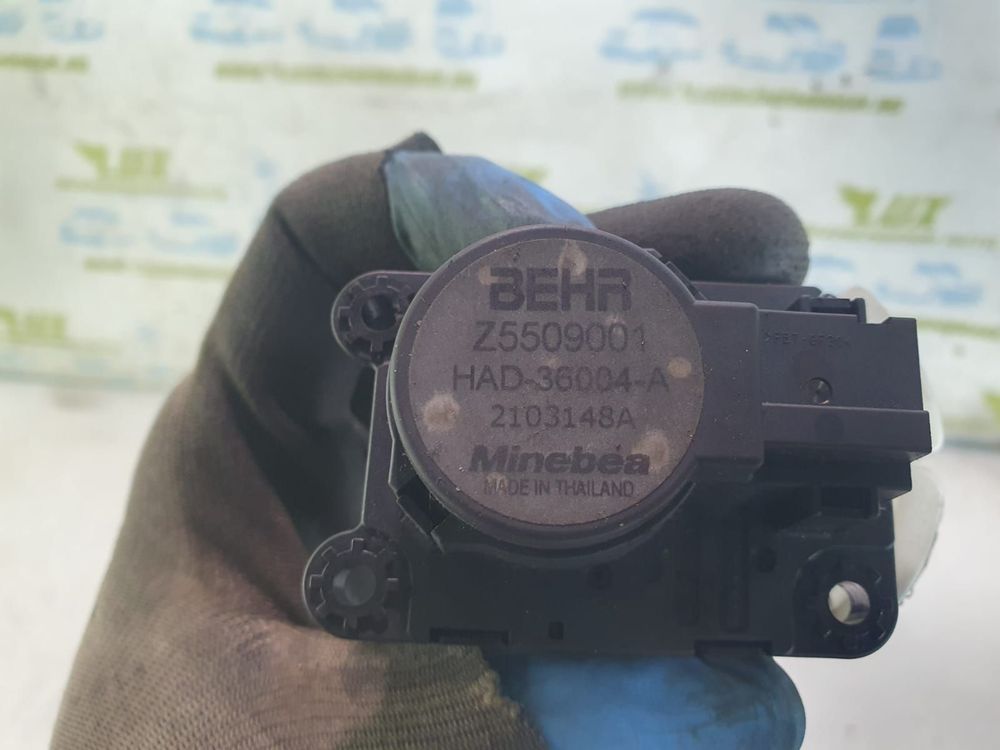 BEHR
Z5509001
HAD-36004-A
2103148A
Minebea
MADE IN THAILAND